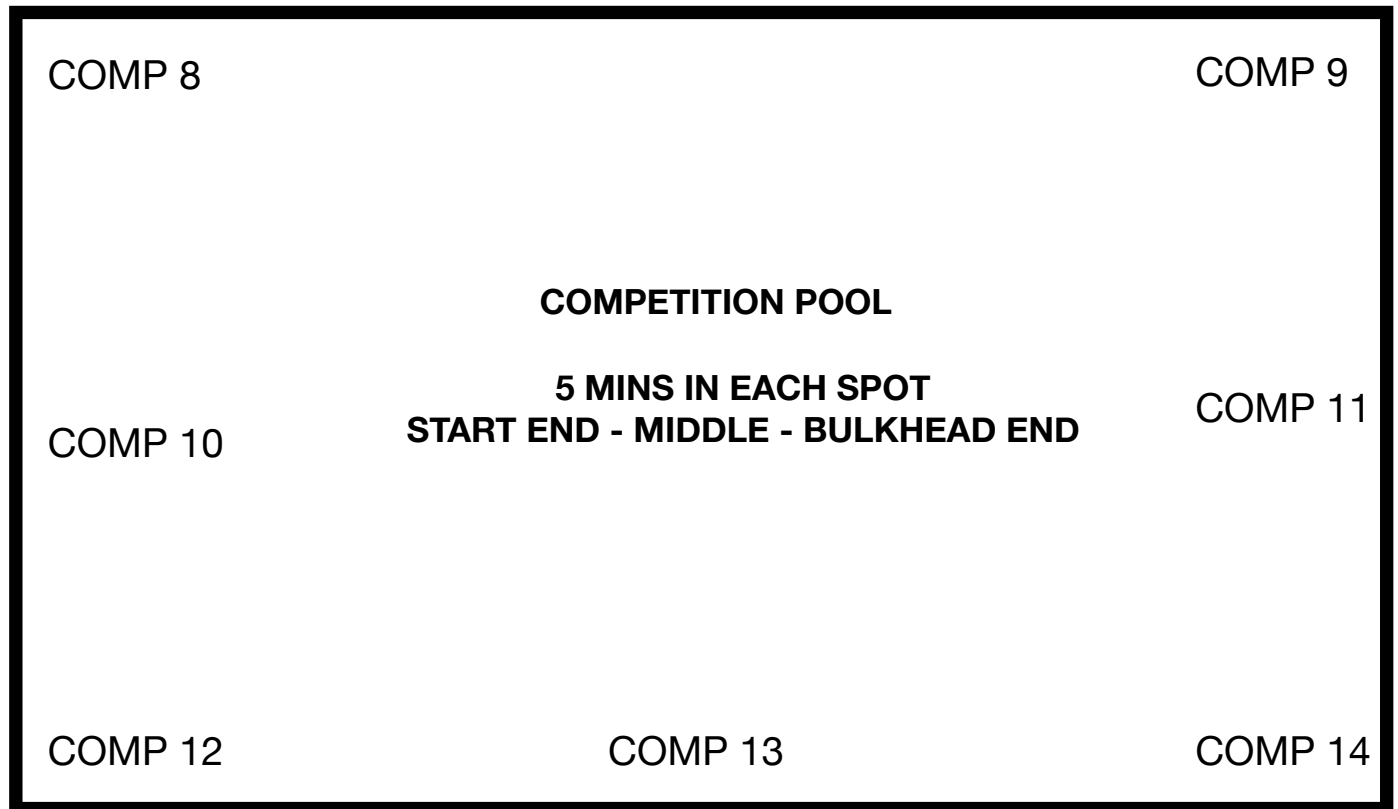 COMP 8
COMP 9
COMPETITION POOL
5 MINS IN EACH SPOT
START END - MIDDLE - BULKHEAD END
COMP 10
COMP 11
COMP 12
COMP 13
COMP 14